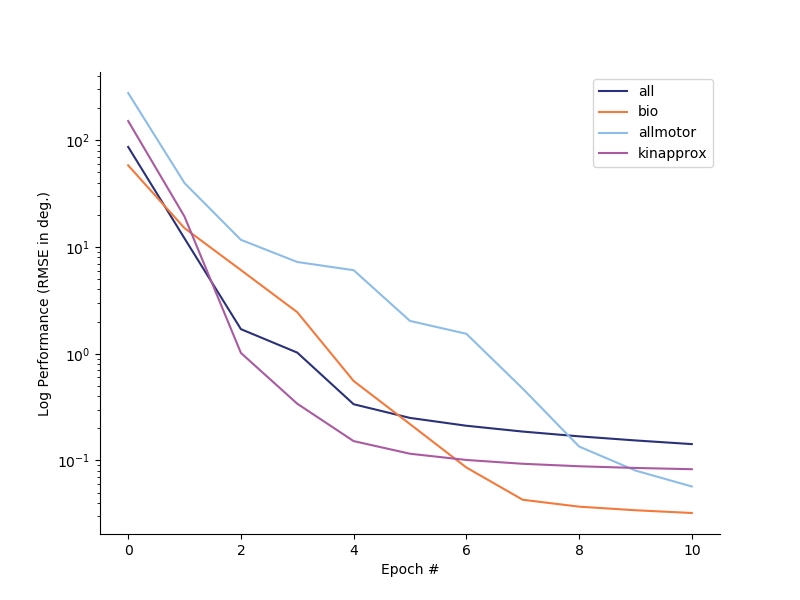 all
bio
allmotor
kinapprox
Log Performance (RMSE in deg.)
10²
10¹
10⁰
10⁻¹
0 2 4 6 8 10
Epoch #